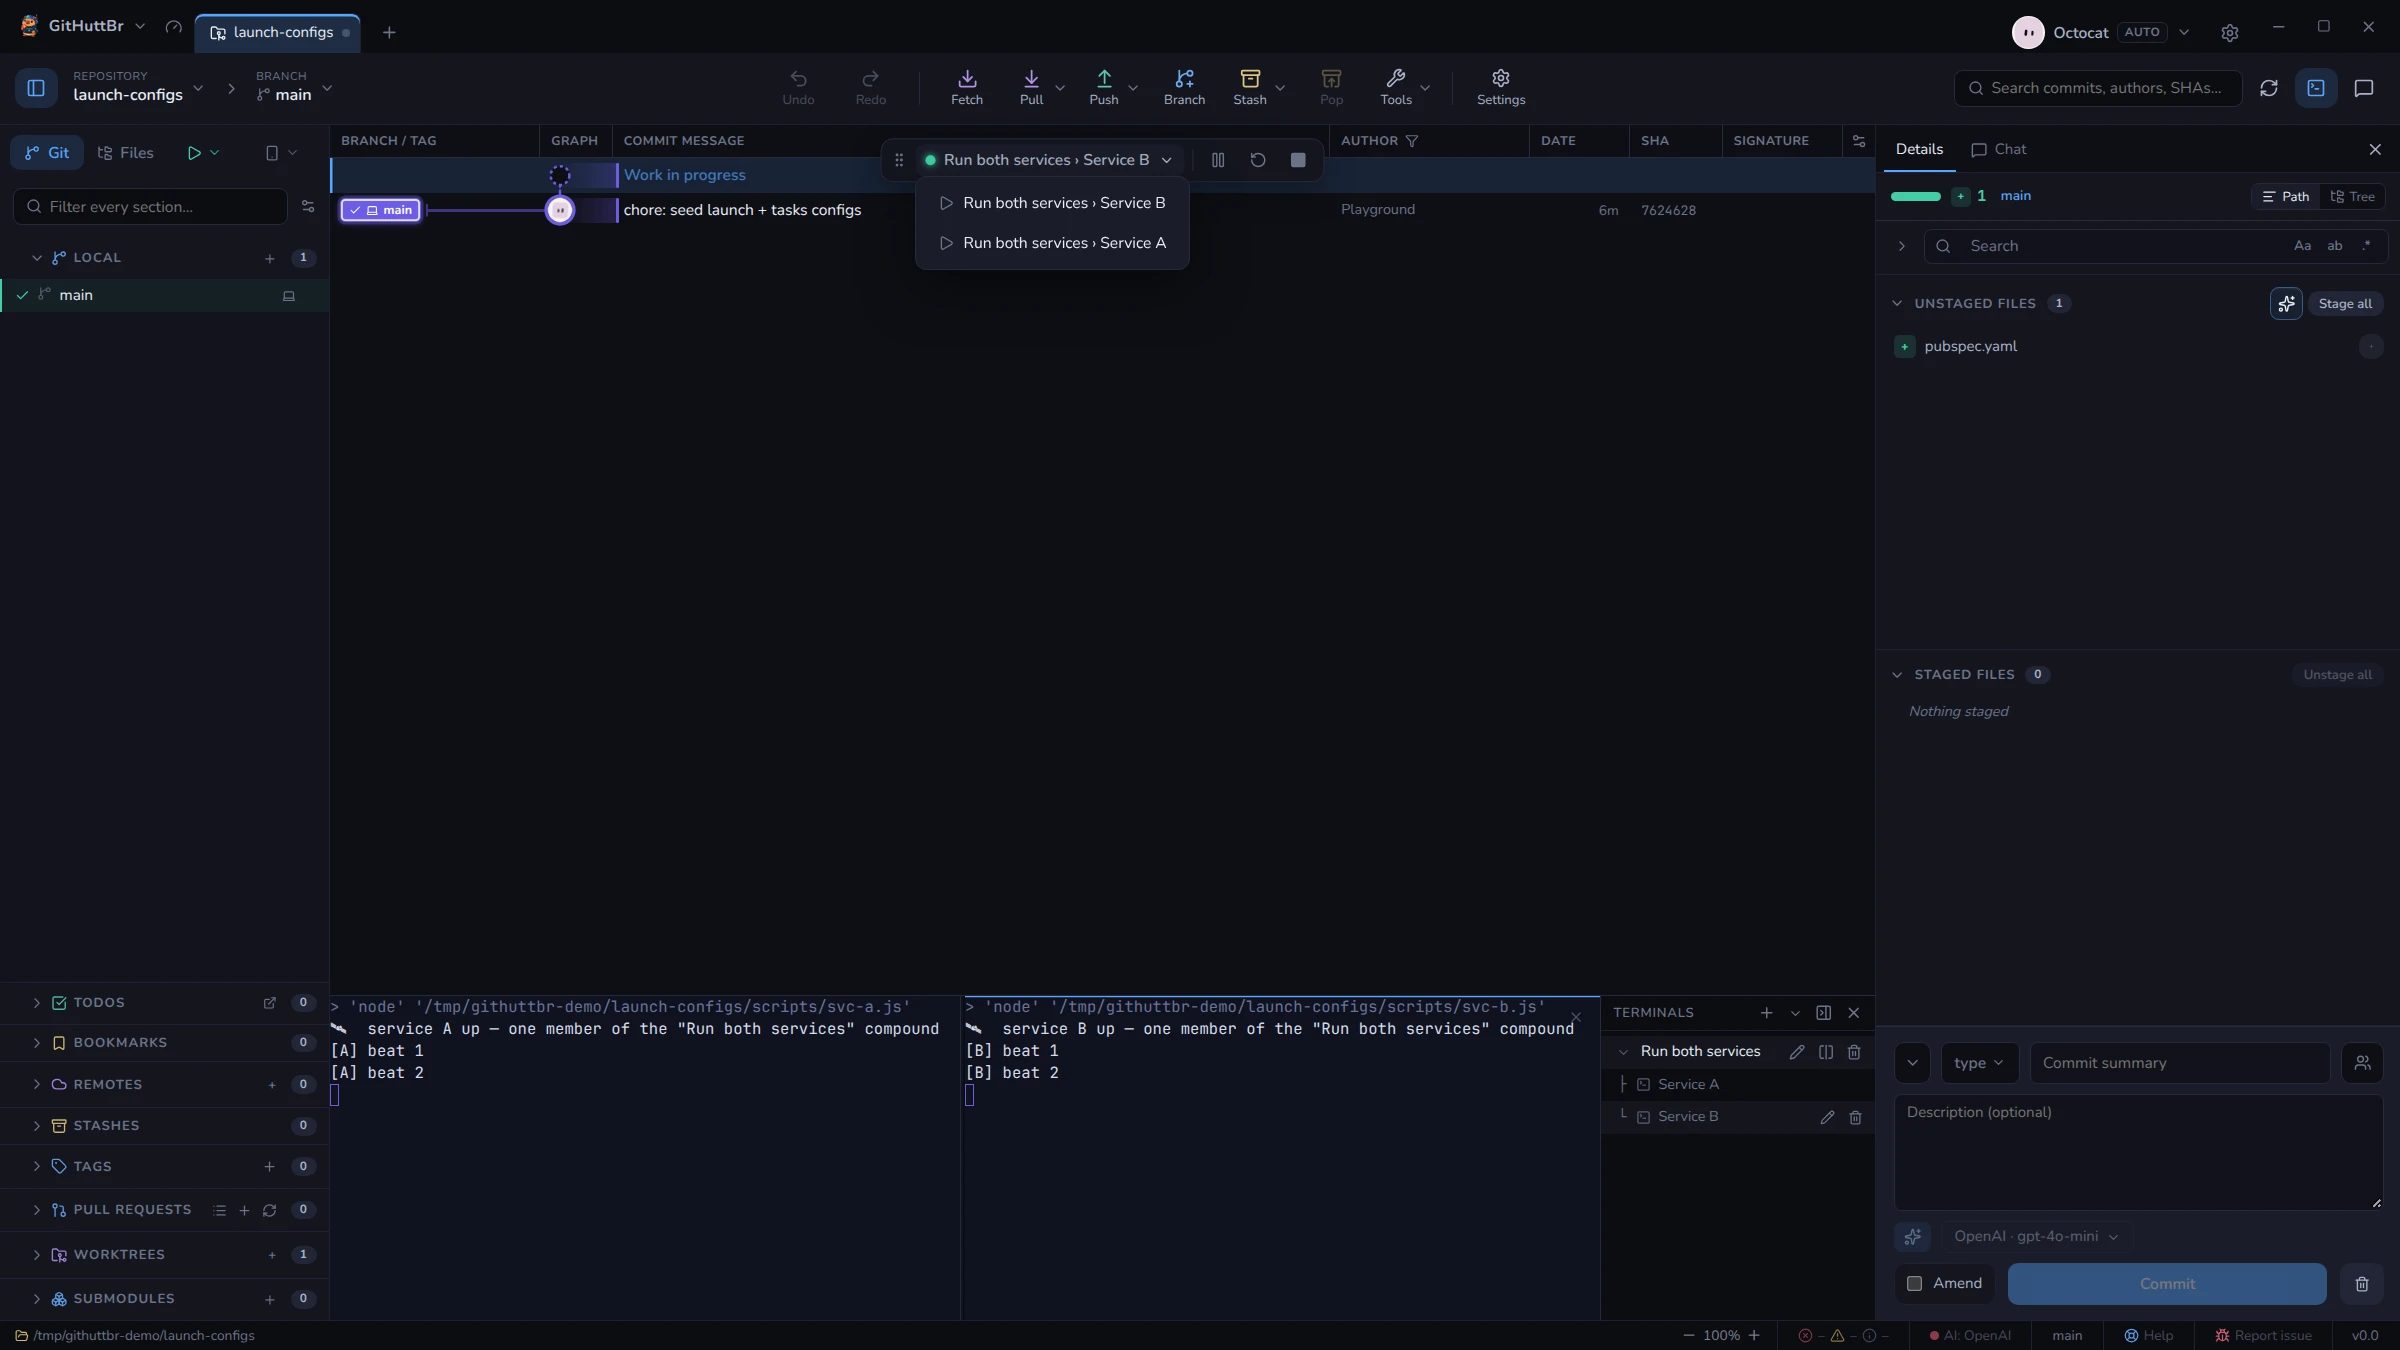 GitHuttBr
launch-configs
Octocat
AUTO
REPOSITORY
launch-configs
BRANCH
main
Undo
Redo
Fetch
Pull
Push
Branch
Stash
Pop
Tools
Settings
Search commits, authors, SHAs...
Git
Files
Filter every section...
LOCAL
1
main
BRANCH / TAG
GRAPH
COMMIT MESSAGE
AUTHOR
DATE
SHA
SIGNATURE
Work in progress
main
chore: seed launch + tasks configs
Playground
6m
7624628
Run both services › Service B
Run both services › Service B
Run both services › Service A
Details
Chat
+ 1 main
Path
Tree
Search
Aa
ab
.*
UNSTAGED FILES 1
Stage all
+ pubspec.yaml
STAGED FILES 0
Unstage all
Nothing staged
TODOS 0
BOOKMARKS 0
REMOTES + 0
STASHES 0
TAGS + 0
PULL REQUESTS + 0
WORKTREES + 1
SUBMODULES + 0
> 'node' '/tmp/githuttbr-demo/launch-configs/scripts/svc-a.js'
service A up — one member of the "Run both services" compound
[A] beat 1
[A] beat 2
> 'node' '/tmp/githuttbr-demo/launch-configs/scripts/svc-b.js'
service B up — one member of the "Run both services" compound
[B] beat 1
[B] beat 2
TERMINALS
Run both services
Service A
Service B
type
Commit summary
Description (optional)
OpenAI · gpt-4o-mini
Amend
Commit
/tmp/githuttbr-demo/launch-configs
— 100% +
– – –
AI: OpenAI
main
Help
Report issue
v0.0